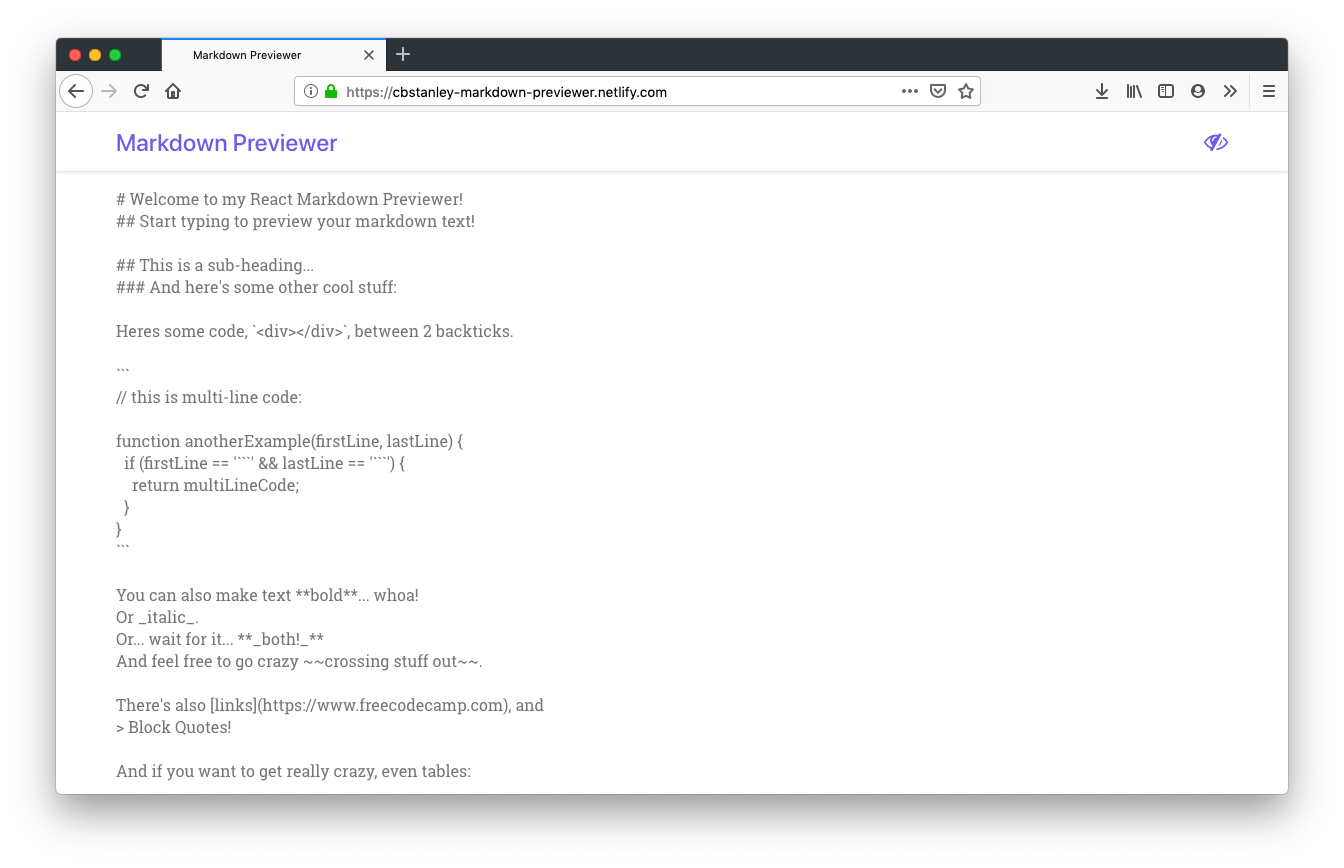 Markdown Previewer
https://cbstanley-markdown-previewer.netlify.com
Markdown Previewer
# Welcome to my React Markdown Previewer!
## Start typing to preview your markdown text!
## This is a sub-heading...
### And here's some other cool stuff:
Heres some code, `<div></div>`, between 2 backticks.
```
// this is multi-line code:
function anotherExample(firstLine, lastLine) {
  if (firstLine == '```' && lastLine == '```') {
    return multiLineCode;
  }
}
```
You can also make text **bold**... whoa!
Or _italic_.
Or... wait for it... **_both!_**
And feel free to go crazy ~~crossing stuff out~~.
There's also [links](https://www.freecodecamp.com), and
> Block Quotes!
And if you want to get really crazy, even tables: